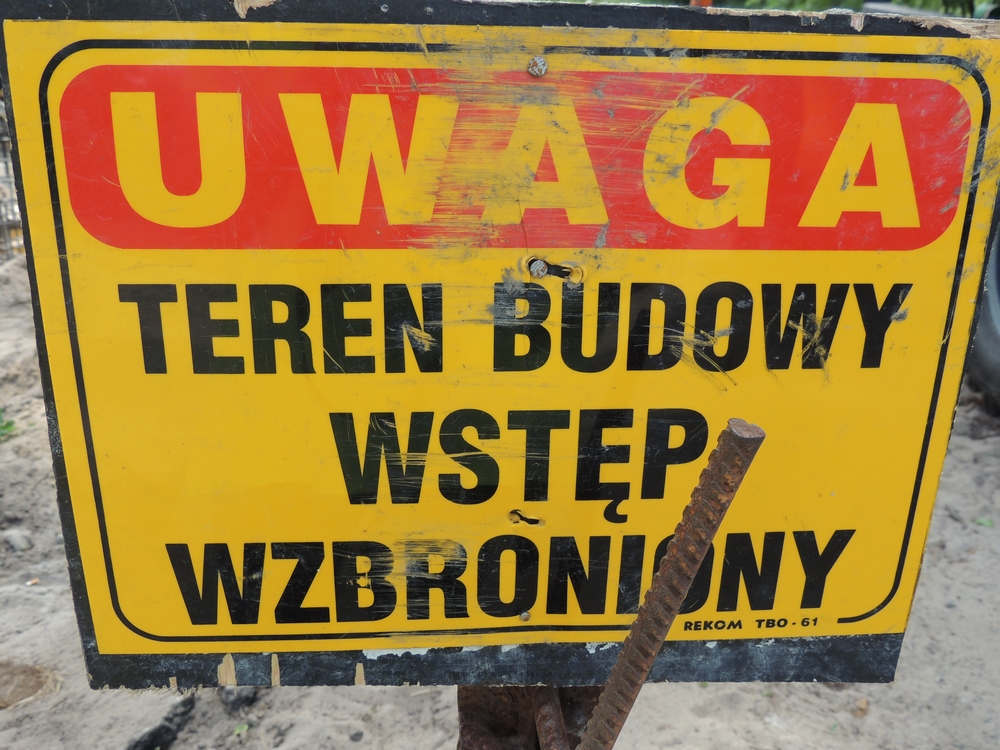 UWAGA
TEREN BUDOWY
WSTĘP
WZBRONIONY
REKOM TBO-61